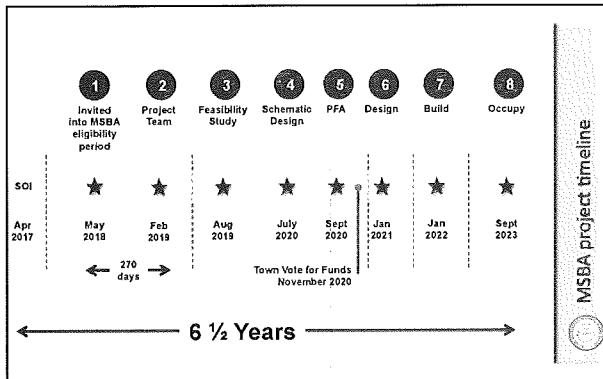 1 2 3 4 5 6 7 8
Invited into MSBA eligibility period
Project Team
Feasibility Study
Schematic Design
PFA
Design
Build
Occupy
SOI
Apr 2017
May 2018
Feb 2019
Aug 2019
July 2020
Sept 2020
Jan 2021
Jan 2022
Sept 2023
270 days
Town Vote for Funds
November 2020
6 ½ Years
MSBA project timeline